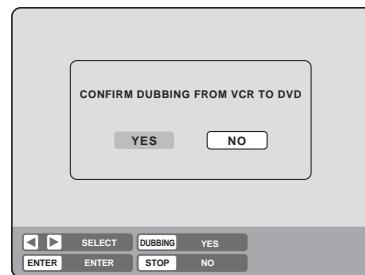 CONFIRM DUBBING FROM VCR TO DVD
YES NO
SELECT DUBBING YES
ENTER ENTER STOP NO